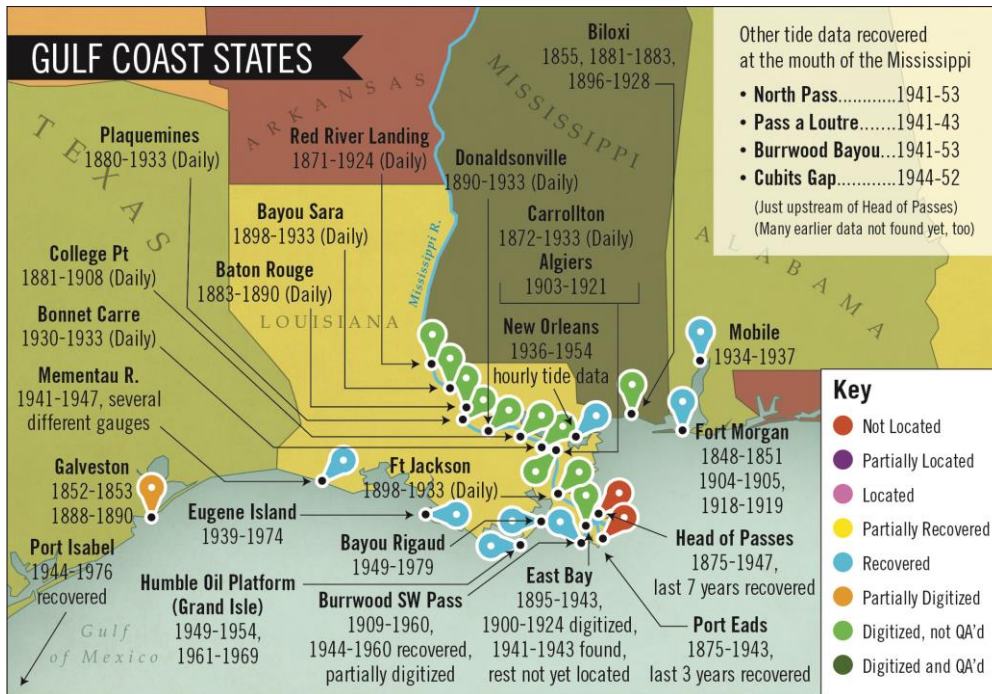 GULF COAST STATES
TEXAS
ARKANSAS
MISSISSIPPI
ALABAMA
LOUISIANA
Mississippi R.
Gulf
of Mexico
Biloxi
1855, 1881-1883,
1896-1928
Other tide data recovered
at the mouth of the Mississippi
• North Pass............1941-53
• Pass a Loutre.......1941-43
• Burrwood Bayou...1941-53
• Cubits Gap............1944-52
(Just upstream of Head of Passes)
(Many earlier data not found yet, too)
Plaquemines
1880-1933 (Daily)
Red River Landing
1871-1924 (Daily)
Donaldsonville
1890-1933 (Daily)
Bayou Sara
1898-1933 (Daily)
Carrollton
1872-1933 (Daily)
Algiers
1903-1921
College Pt
1881-1908 (Daily)
Baton Rouge
1883-1890 (Daily)
Bonnet Carre
1930-1933 (Daily)
New Orleans
1936-1954
hourly tide data
Mobile
1934-1937
Mementau R.
1941-1947, several
different gauges
Galveston
1852-1853
1888-1890
Ft Jackson
1898-1933 (Daily)
Fort Morgan
1848-1851
1904-1905,
1918-1919
Eugene Island
1939-1974
Bayou Rigaud
1949-1979
Head of Passes
1875-1947,
last 7 years recovered
Port Isabel
1944-1976
recovered
Humble Oil Platform
(Grand Isle)
1949-1954,
1961-1969
Burrwood SW Pass
1909-1960,
1944-1960 recovered,
partially digitized
East Bay
1895-1943,
1900-1924 digitized,
1941-1943 found,
rest not yet located
Port Eads
1875-1943,
last 3 years recovered
Key
Not Located
Partially Located
Located
Partially Recovered
Recovered
Partially Digitized
Digitized, not QA'd
Digitized and QA'd